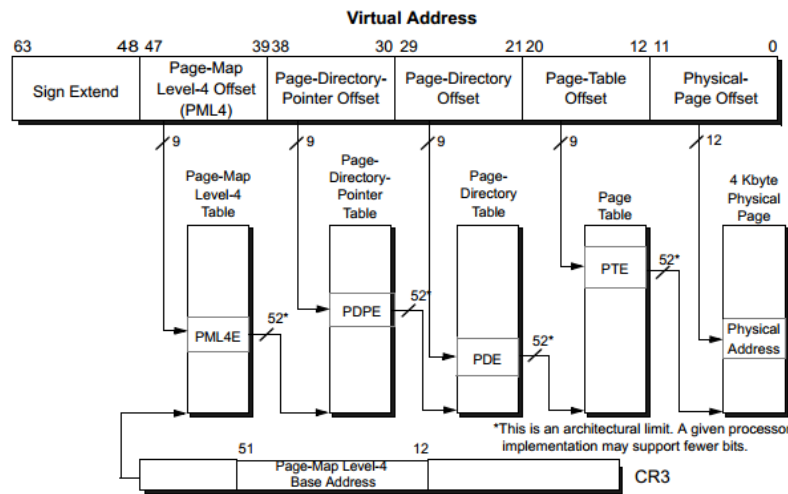 Virtual Address
63 48 47 39 38 30 29 21 20 12 11 0
Sign Extend
Page-Map
Level-4 Offset
(PML4)
Page-Directory-
Pointer Offset
Page-Directory
Offset
Page-Table
Offset
Physical-
Page Offset
9 9 9 9 12
Page-Map
Level-4
Table
Page-
Directory-
Pointer
Table
Page-
Directory
Table
Page
Table
4 Kbyte
Physical
Page
PML4E
52*
PDPE
52*
PDE
52*
PTE
52*
Physical
Address
*This is an architectural limit. A given processor
implementation may support fewer bits.
51 12
Page-Map Level-4
Base Address
CR3